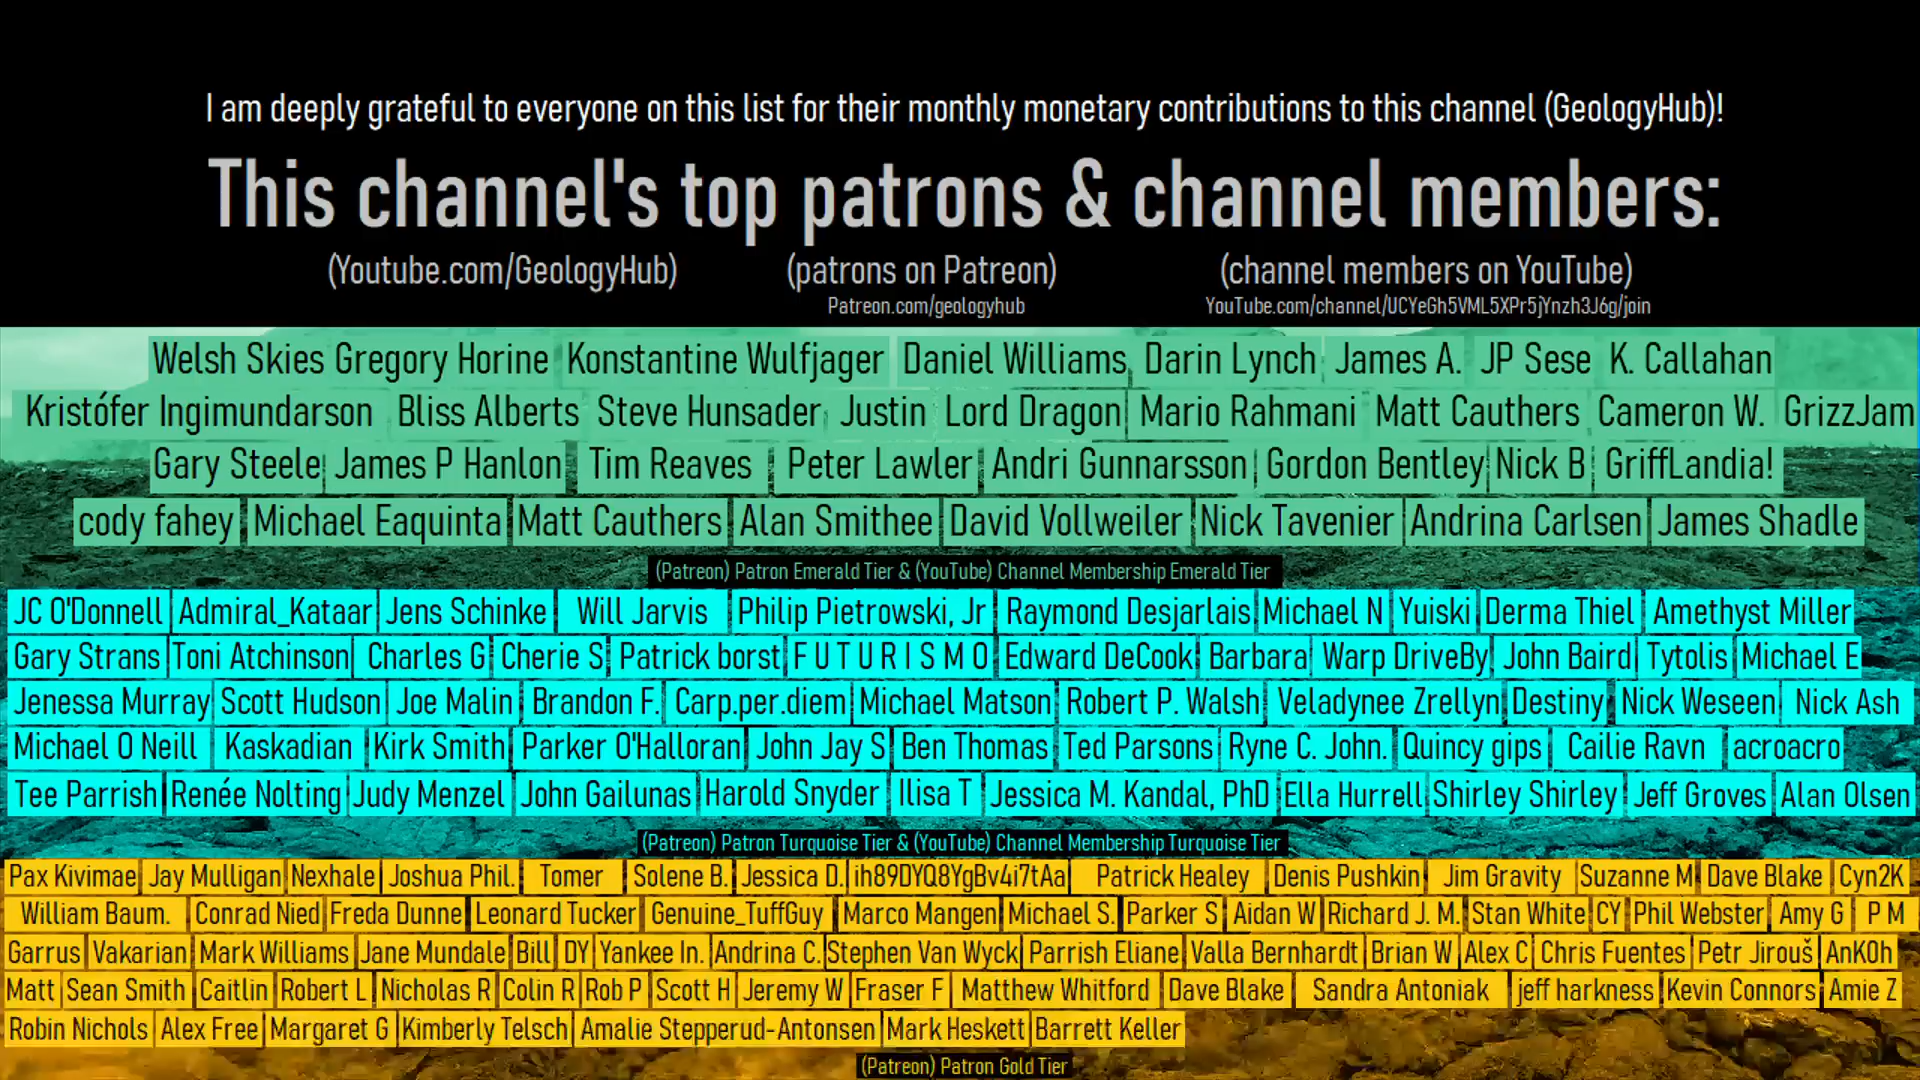 I am deeply grateful to everyone on this list for their monthly monetary contributions to this channel (GeologyHub)!
This channel's top patrons & channel members:
(Youtube.com/GeologyHub) (patrons on Patreon) (channel members on YouTube)
Patreon.com/geologyhub YouTube.com/channel/UCYeGh5VML5XPr5jYnzh3J6g/join
Welsh Skies Gregory Horine Konstantine Wulfjager Daniel Williams Darin Lynch James A. JP Sese K. Callahan
Kristófer Ingimundarson Bliss Alberts Steve Hunsader Justin Lord Dragon Mario Rahmani Matt Cauthers Cameron W. GrizzJam
Gary Steele James P Hanlon Tim Reaves Peter Lawler Andri Gunnarsson Gordon Bentley Nick B GriffLandia!
cody fahey Michael Eaquinta Matt Cauthers Alan Smithee David Vollweiler Nick Tavenier Andrina Carlsen James Shadle
(Patreon) Patron Emerald Tier & (YouTube) Channel Membership Emerald Tier
JC O'Donnell Admiral_Kataar Jens Schinke Will Jarvis Philip Pietrowski, Jr Raymond Desjarlais Michael N Yuiski Derma Thiel Amethyst Miller
Gary Strans Toni Atchinson Charles G Cherie S Patrick borst F U T U R I S M O Edward DeCook Barbara Warp DriveBy John Baird Tytolis Michael E
Jenessa Murray Scott Hudson Joe Malin Brandon F. Carp.per.diem Michael Matson Robert P. Walsh Veladynee Zrellyn Destiny Nick Weseen Nick Ash
Michael O Neill Kaskadian Kirk Smith Parker O'Halloran John Jay S Ben Thomas Ted Parsons Ryne C. John. Quincy gips Cailie Ravn acroacro
Tee Parrish Renée Nolting Judy Menzel John Gailunas Harold Snyder Ilisa T Jessica M. Kandal, PhD Ella Hurrell Shirley Shirley Jeff Groves Alan Olsen
(Patreon) Patron Turquoise Tier & (YouTube) Channel Membership Turquoise Tier
Pax Kivimae Jay Mulligan Nexhale Joshua Phil. Tomer Solene B. Jessica D. ih89DYQ8YgBv4i7tAa Patrick Healey Denis Pushkin Jim Gravity Suzanne M Dave Blake Cyn2K
William Baum. Conrad Nied Freda Dunne Leonard Tucker Genuine_TuffGuy Marco Mangen Michael S. Parker S Aidan W Richard J. M. Stan White CY Phil Webster Amy G P M
Garrus Vakarian Mark Williams Jane Mundale Bill DY Yankee In. Andrina C. Stephen Van Wyck Parrish Eliane Valla Bernhardt Brian W Alex C Chris Fuentes Petr Jirouš AnKOh
Matt Sean Smith Caitlin Robert L Nicholas R Colin R Rob P Scott H Jeremy W Fraser F Matthew Whitford Dave Blake Sandra Antoniak jeff harkness Kevin Connors Amie Z
Robin Nichols Alex Free Margaret G Kimberly Telsch Amalie Stepperud-Antonsen Mark Heskett Barrett Keller
(Patreon) Patron Gold Tier